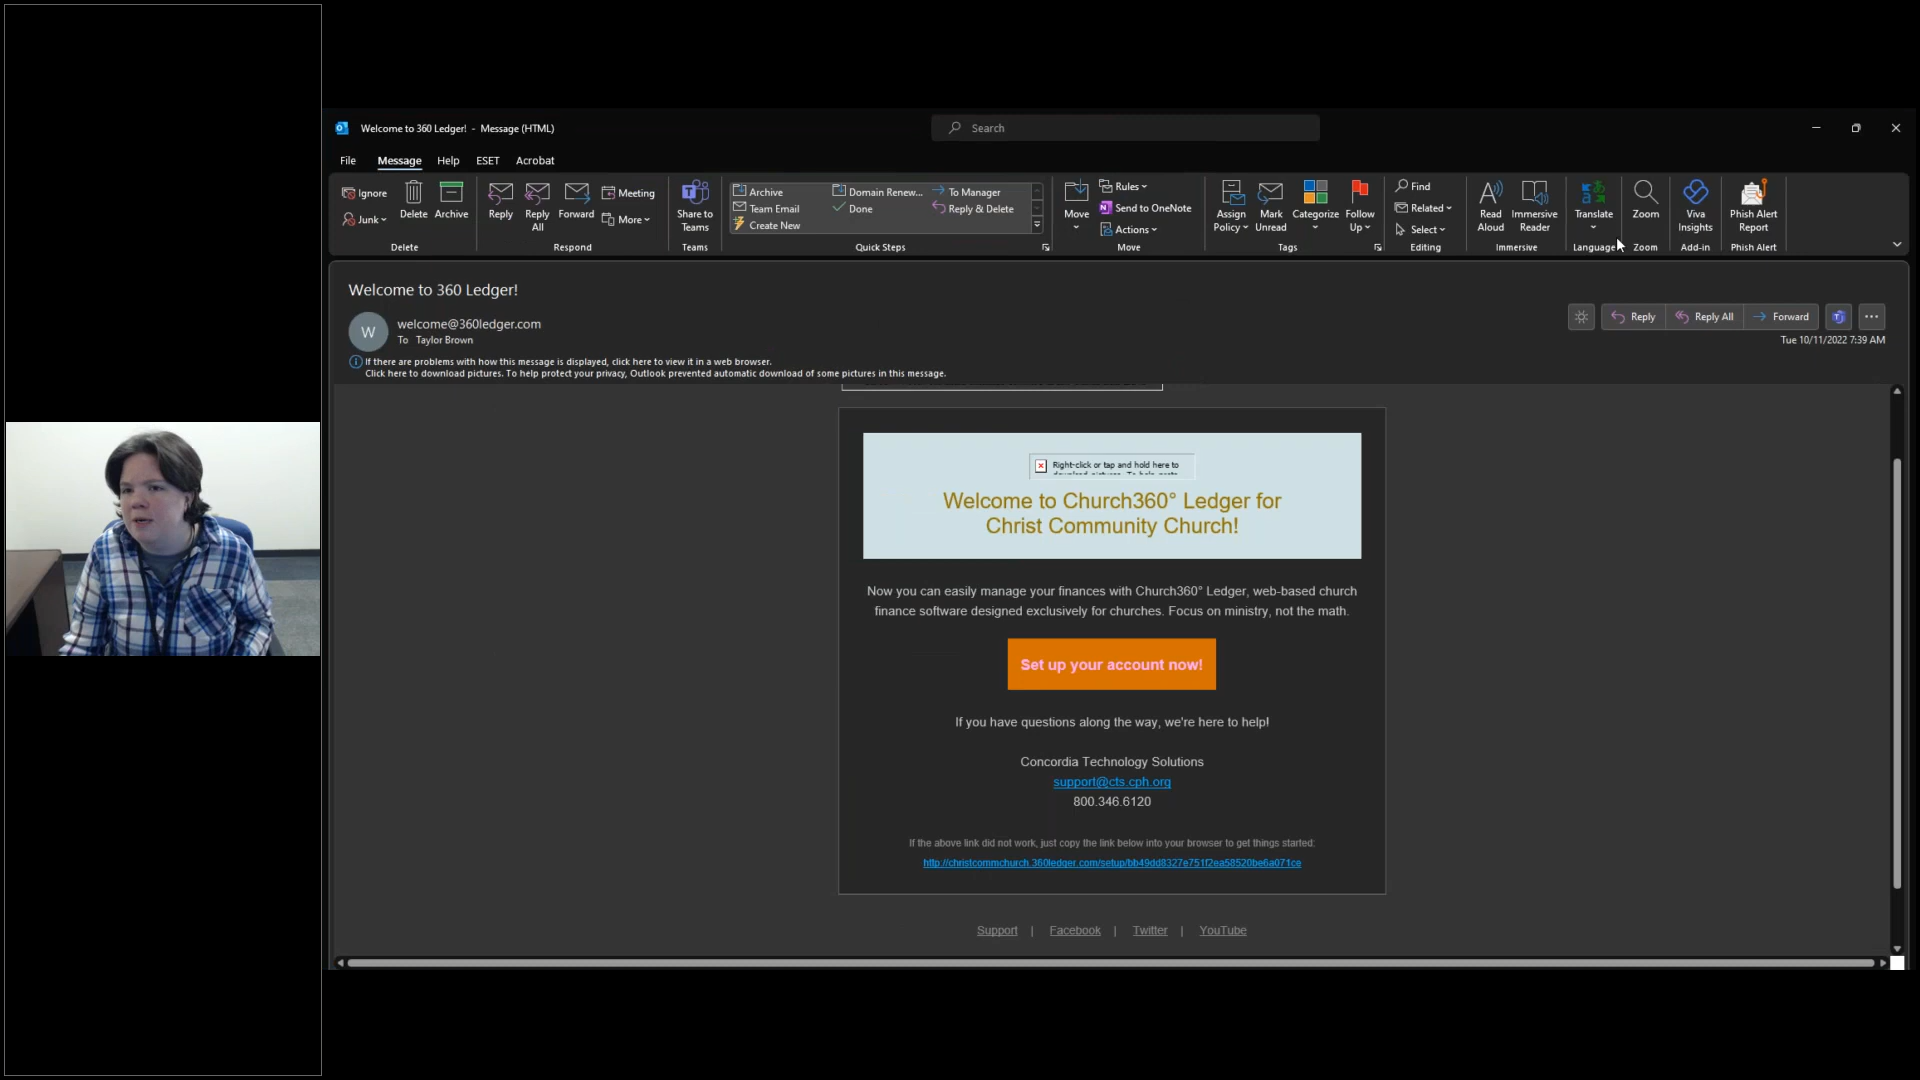 Welcome to 360 Ledger! - Message (HTML)
Search
File Message Help ESET Acrobat
Ignore
Junk
Delete
Archive
Delete
Reply
Reply All
Forward
Meeting
More
Respond
Share to Teams
Teams
Archive
Team Email
Create New
Domain Renew...
Done
To Manager
Reply & Delete
Quick Steps
Move
Rules
Send to OneNote
Actions
Move
Assign Policy
Mark Unread
Categorize
Follow Up
Tags
Find
Related
Select
Editing
Read Aloud
Immersive Reader
Immersive
Translate
Language
Zoom
Zoom
Viva Insights
Add-in
Phish Alert Report
Phish Alert
Welcome to 360 Ledger!
W
welcome@360ledger.com
To Taylor Brown
Reply Reply All Forward
Tue 10/11/2022 7:39 AM
If there are problems with how this message is displayed, click here to view it in a web browser.
Click here to download pictures. To help protect your privacy, Outlook prevented automatic download of some pictures in this message.
Right-click or tap and hold here to
Welcome to Church360° Ledger for
Christ Community Church!
Now you can easily manage your finances with Church360° Ledger, web-based church
finance software designed exclusively for churches. Focus on ministry, not the math.
Set up your account now!
If you have questions along the way, we're here to help!
Concordia Technology Solutions
support@cts.cph.org
800.346.6120
If the above link did not work, just copy the link below into your browser to get things started:
http://christcommchurch.360ledger.com/setup/bb49dd8327e751f2ea58520be6a071ce
Support | Facebook | Twitter | YouTube